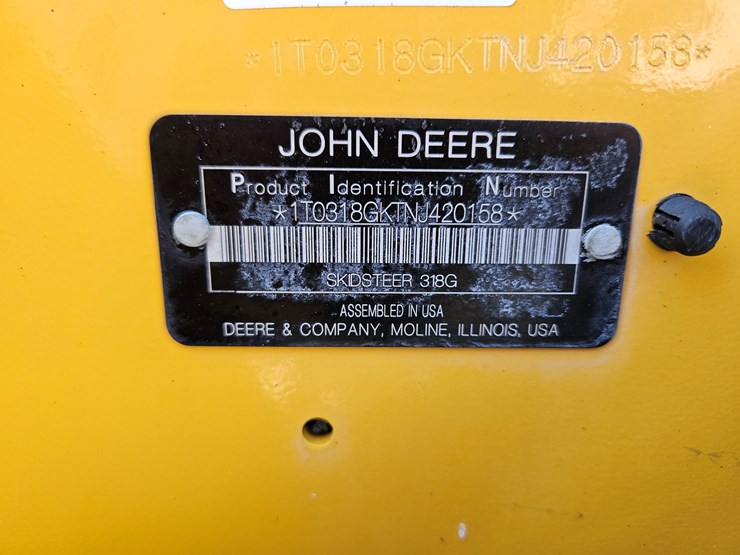 *1T0318GKTNJ420158*
JOHN DEERE
Product Identification Number
*1T0318GKTNJ420158*
SKIDSTEER 318G
ASSEMBLED IN USA
DEERE & COMPANY, MOLINE, ILLINOIS, USA